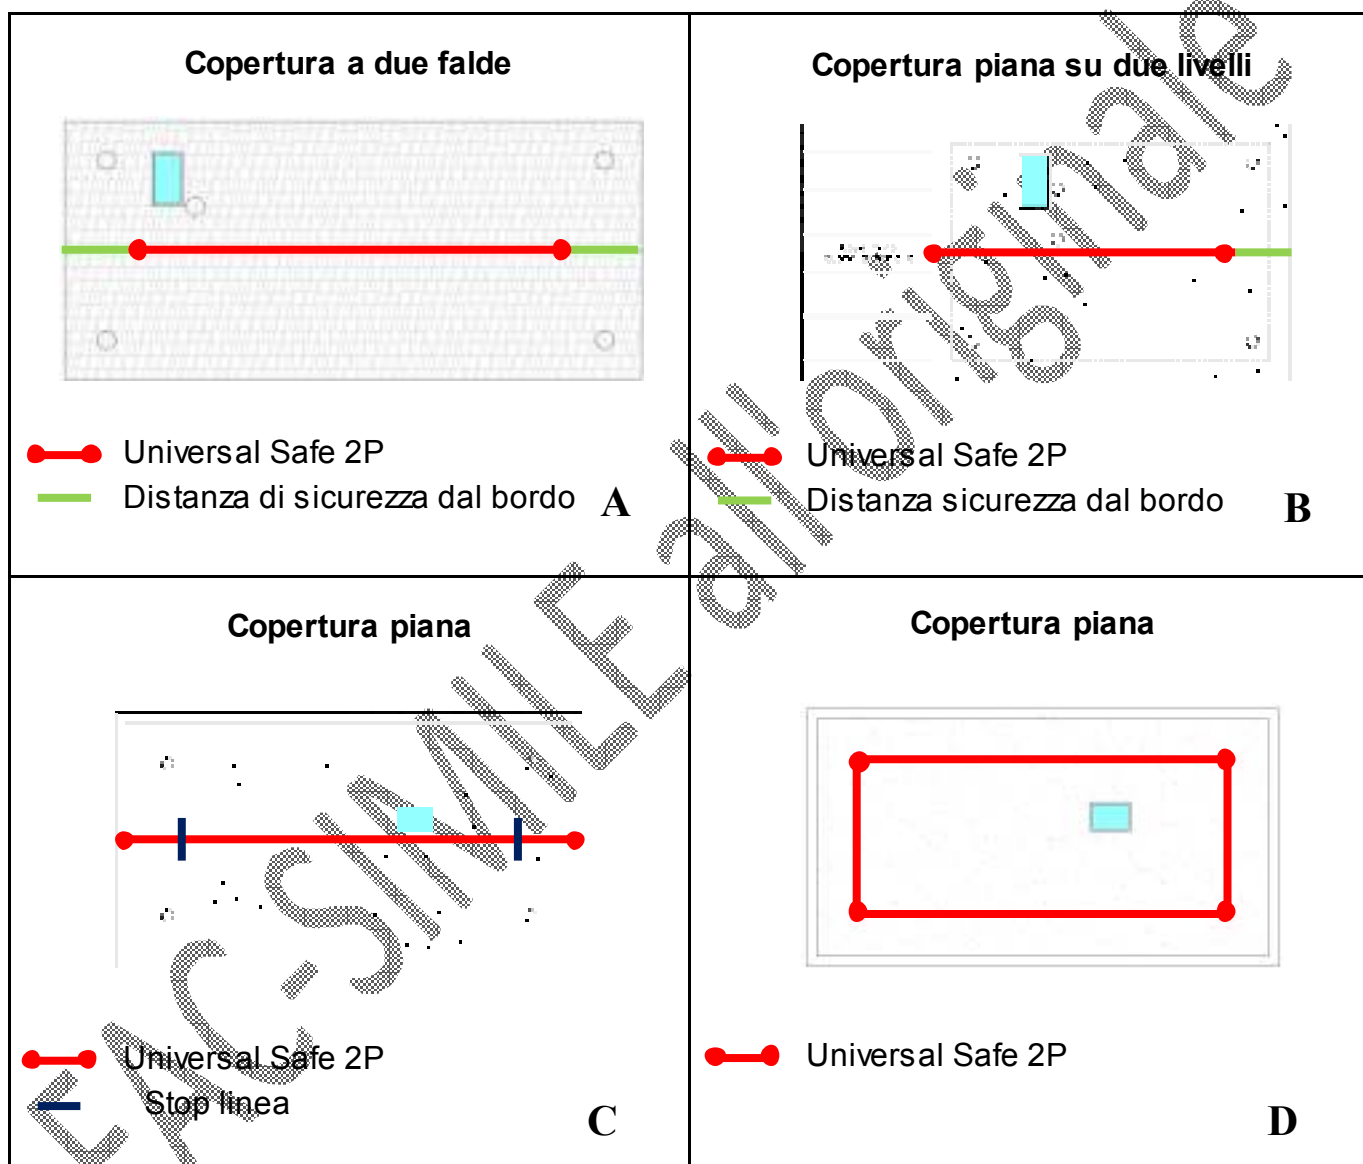 Copertura a due falde
Universal Safe 2P
Distanza di sicurezza dal bordo
A
Copertura piana su due livelli
Universal Safe 2P
Distanza sicurezza dal bordo
B
Copertura piana
Universal Safe 2P
Stop linea
C
Copertura piana
Universal Safe 2P
D
FAC-SIMILE all'originale